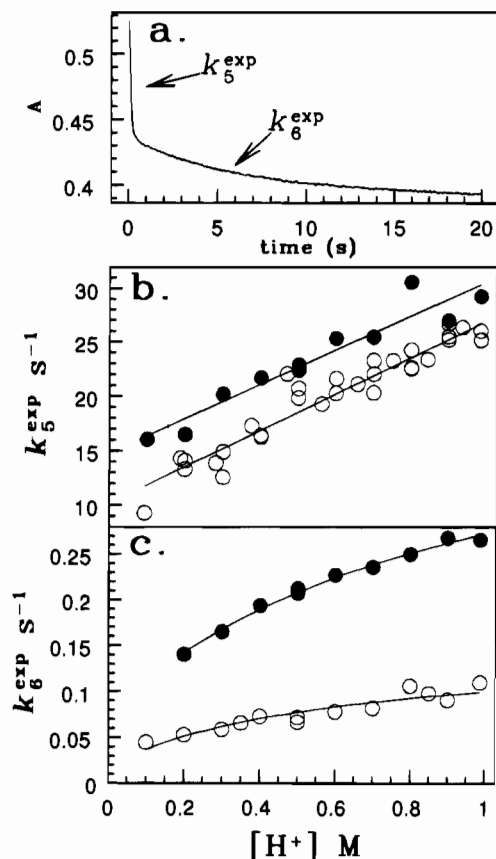 a.
k₅ᵉˣᵖ
k₆ᵉˣᵖ
A
0.5
0.45
0.4
0 5 10 15 20
time (s)
b.
k₅ᵉˣᵖ s⁻¹
30
25
20
15
10
c.
k₆ᵉˣᵖ s⁻¹
0.25
0.2
0.15
0.1
0.05
0
0 0.2 0.4 0.6 0.8 1
[H⁺] M